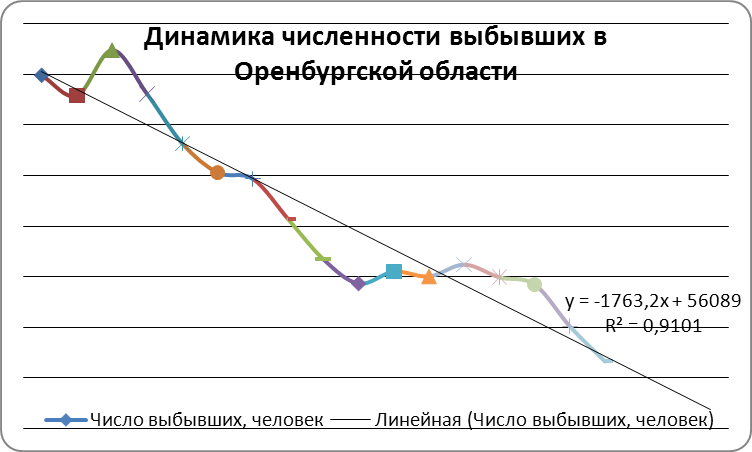 Динамика численности выбывших в
Оренбургской области
y = -1763,2x + 56089
R² = 0,9101
Число выбывших, человек
Линейная (Число выбывших, человек)